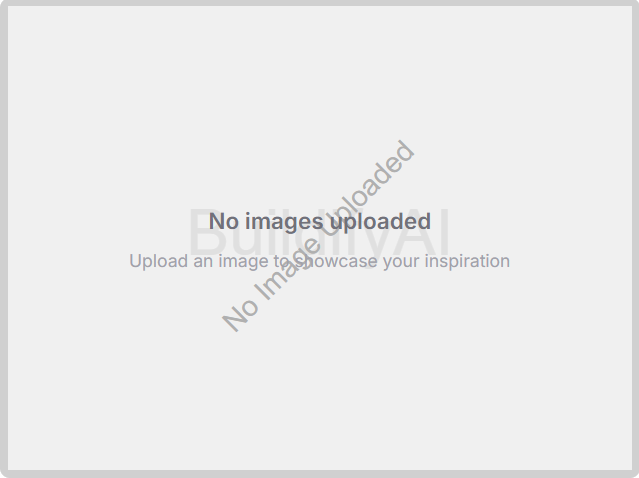 No images uploaded
Upload an image to showcase your inspiration
No Image Uploaded
BuildifyAI